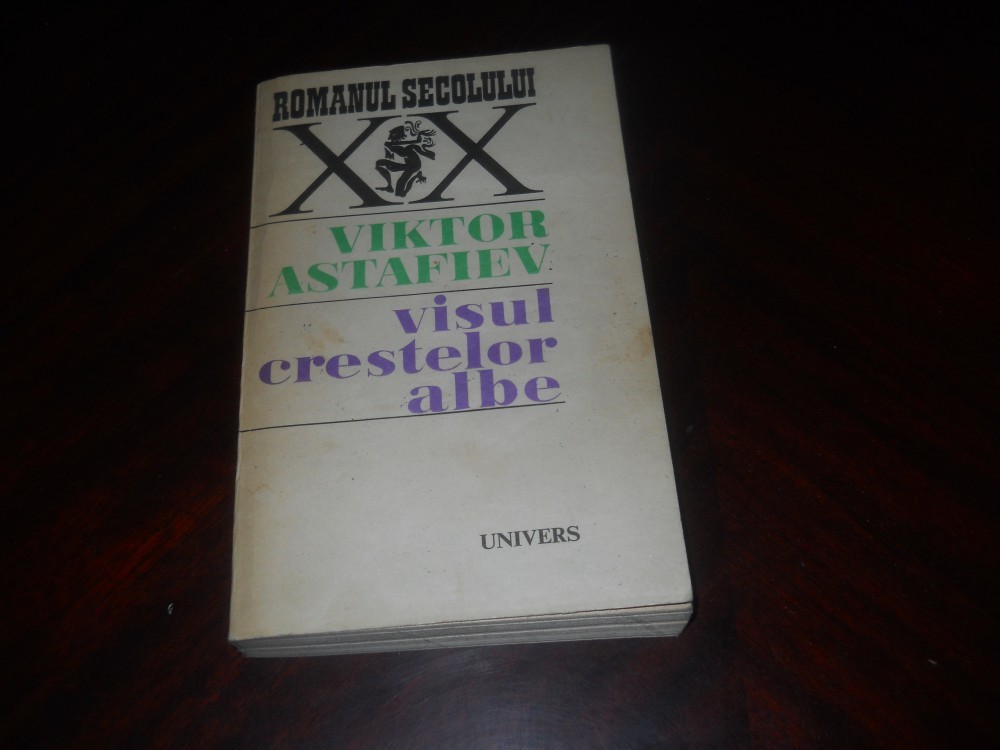 ROMANUL SECOLULUI
XX
VIKTOR
ASTAFIEV
visul
crestelor
albe
UNIVERS